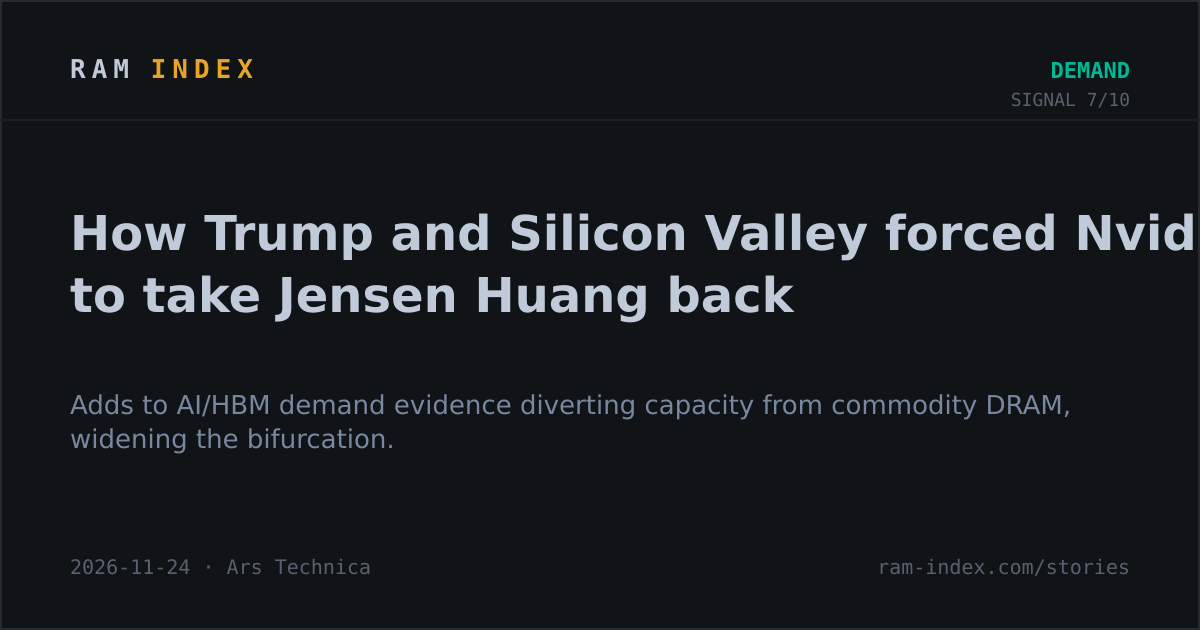 RAM INDEX
DEMAND
SIGNAL 7/10
How Trump and Silicon Valley forced Nvid
to take Jensen Huang back
Adds to AI/HBM demand evidence diverting capacity from commodity DRAM,
widening the bifurcation.
2026-11-24 · Ars Technica
ram-index.com/stories